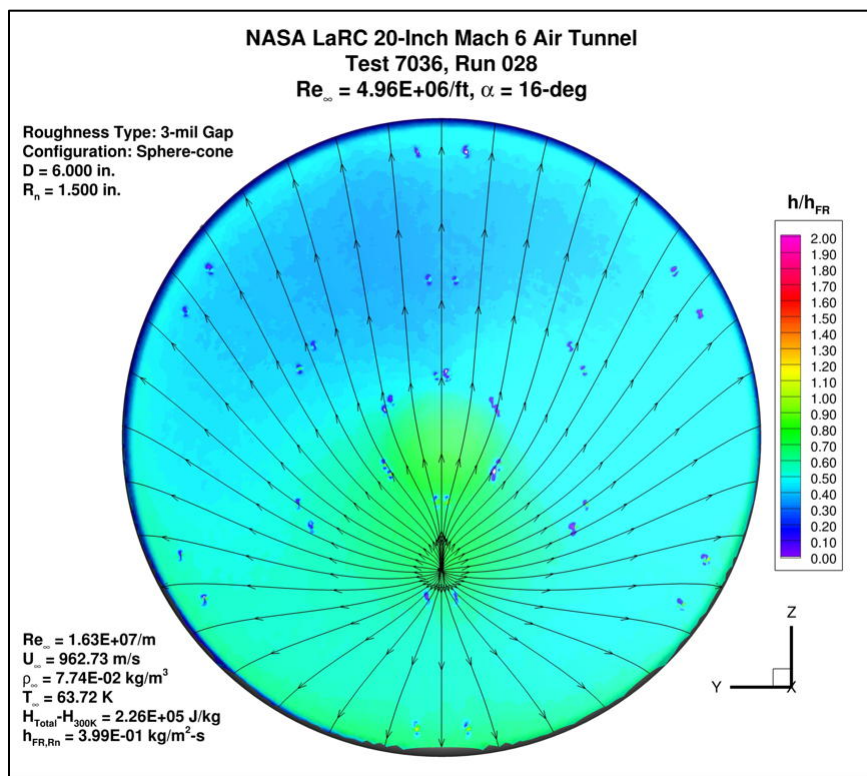 NASA LaRC 20-Inch Mach 6 Air Tunnel
Test 7036, Run 028
Re∞ = 4.96E+06/ft, α = 16-deg
Roughness Type: 3-mil Gap
Configuration: Sphere-cone
D = 6.000 in.
Rn = 1.500 in.
h/hFR
2.00
1.90
1.80
1.70
1.60
1.50
1.40
1.30
1.20
1.10
1.00
0.90
0.80
0.70
0.60
0.50
0.40
0.30
0.20
0.10
0.00
Re∞ = 1.63E+07/m
U∞ = 962.73 m/s
ρ∞ = 7.74E-02 kg/m³
T∞ = 63.72 K
HTotal-H300K = 2.26E+05 J/kg
hFR,Rn = 3.99E-01 kg/m²-s
Z
Y
X